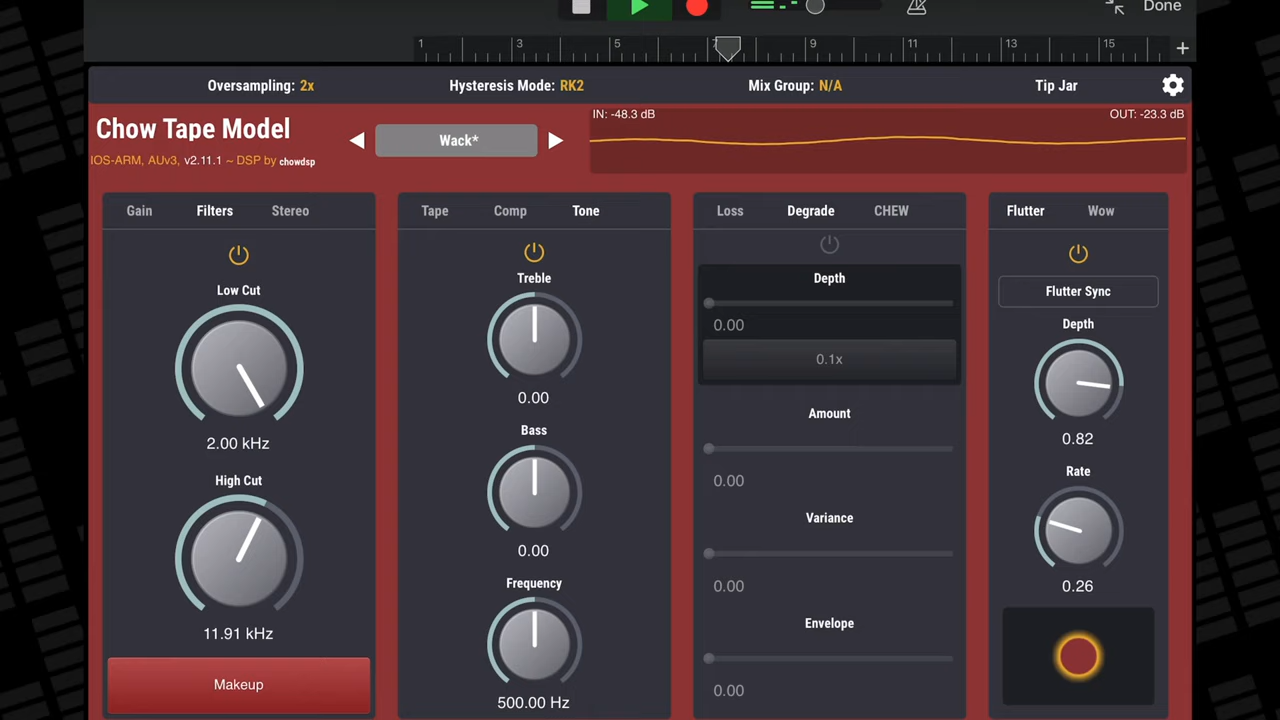 Done
1 3 5 7 9 11 13 15
Oversampling: 2x Hysteresis Mode: RK2 Mix Group: N/A Tip Jar
Chow Tape Model
IOS-ARM, AUv3, v2.11.1 ~ DSP by chowdsp
Wack*
IN: -48.3 dB OUT: -23.3 dB
Gain Filters Stereo
Low Cut
2.00 kHz
High Cut
11.91 kHz
Makeup
Tape Comp Tone
Treble
0.00
Bass
0.00
Frequency
500.00 Hz
Loss Degrade CHEW
Depth
0.00
0.1x
Amount
0.00
Variance
0.00
Envelope
0.00
Flutter Wow
Flutter Sync
Depth
0.82
Rate
0.26